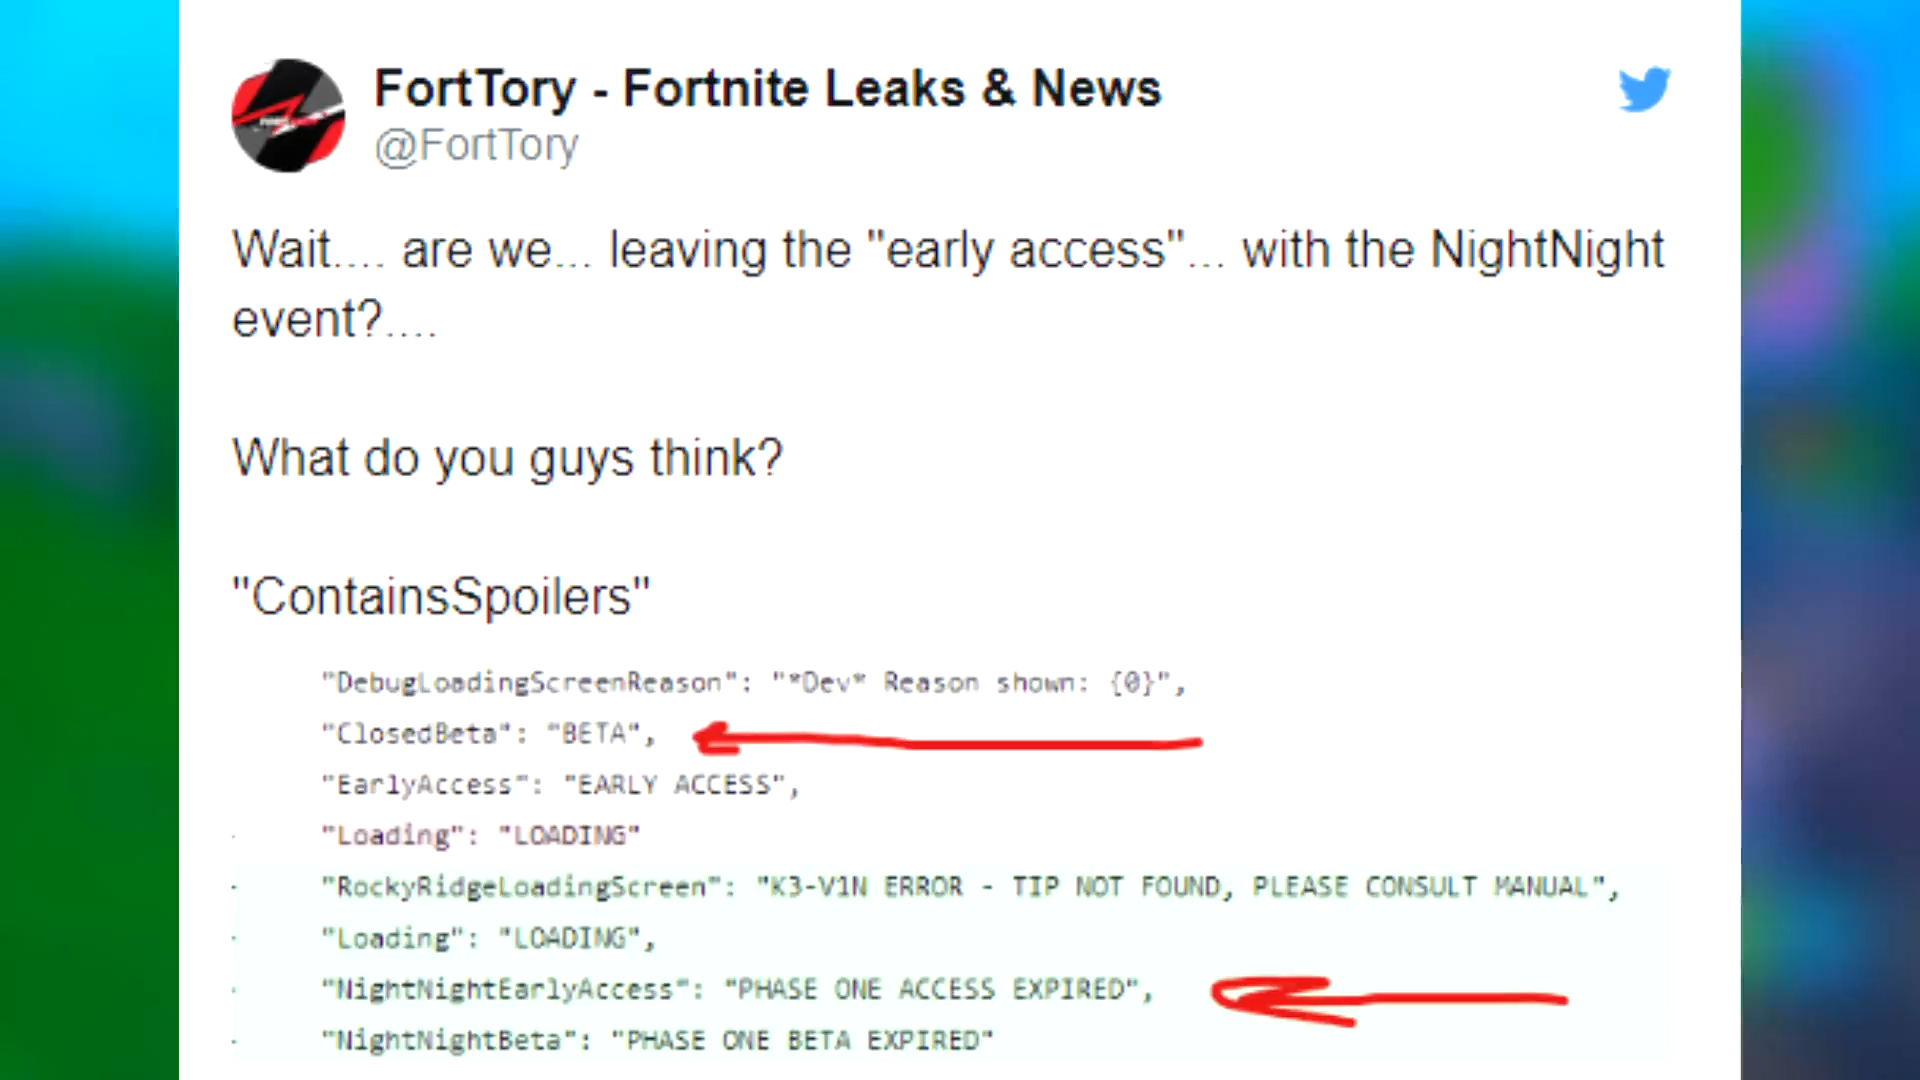 FortTory - Fortnite Leaks & News
@FortTory
Wait.... are we... leaving the "early access"... with the NightNight
event?....
What do you guys think?
"ContainsSpoilers"
"DebugLoadingScreenReason": "*Dev* Reason shown: {0}",
"ClosedBeta": "BETA",
"EarlyAccess": "EARLY ACCESS",
"Loading": "LOADING"
"RockyRidgeLoadingScreen": "K3-V1N ERROR - TIP NOT FOUND, PLEASE CONSULT MANUAL",
"Loading": "LOADING",
"NightNightEarlyAccess": "PHASE ONE ACCESS EXPIRED",
"NightNightBeta": "PHASE ONE BETA EXPIRED"